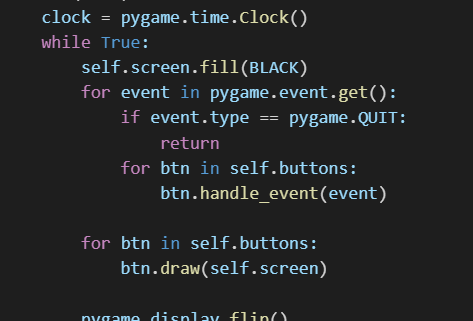 clock = pygame.time.Clock()
while True:
    self.screen.fill(BLACK)
    for event in pygame.event.get():
        if event.type == pygame.QUIT:
            return
        for btn in self.buttons:
            btn.handle_event(event)

    for btn in self.buttons:
        btn.draw(self.screen)

    pygame.display.flip()